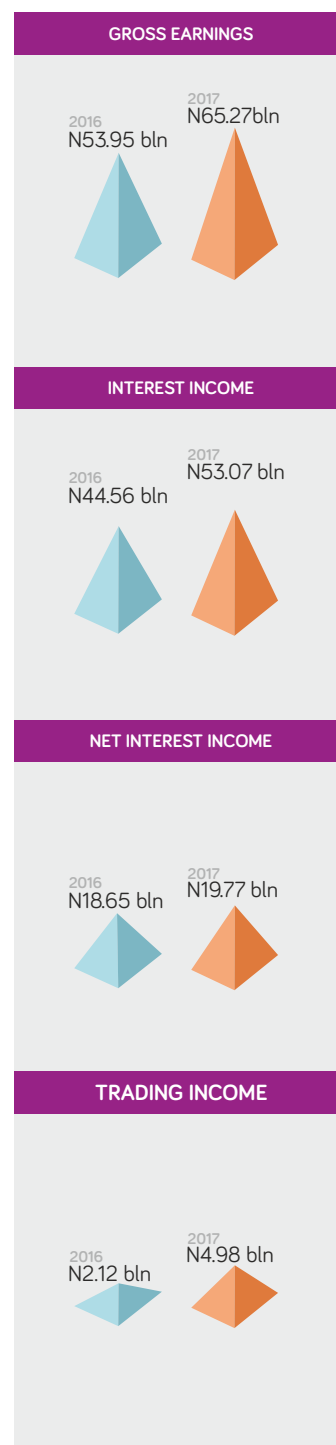 GROSS EARNINGS
2016
N53.95 bln
2017
N65.27bln
INTEREST INCOME
2016
N44.56 bln
2017
N53.07 bln
NET INTEREST INCOME
2016
N18.65 bln
2017
N19.77 bln
TRADING INCOME
2016
N2.12 bln
2017
N4.98 bln